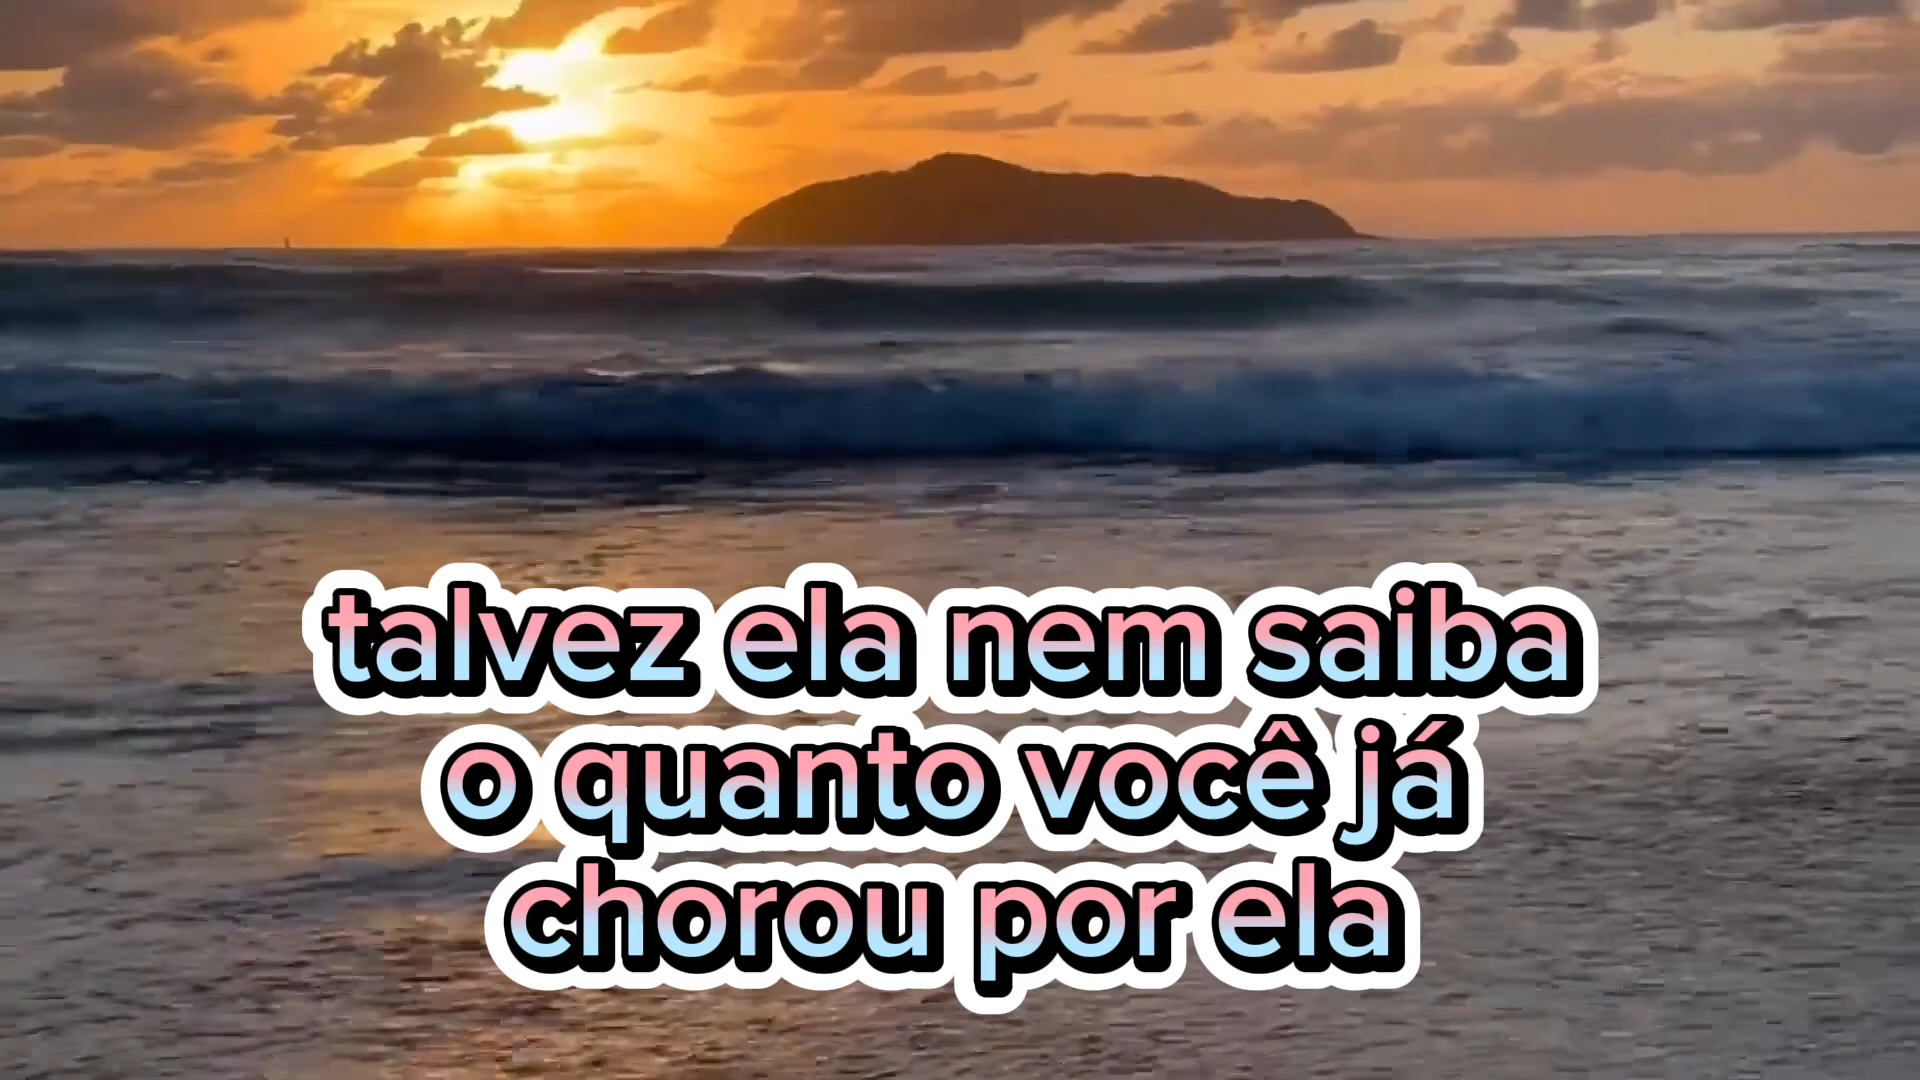 talvez ela nem saiba
o quanto você já
chorou por ela